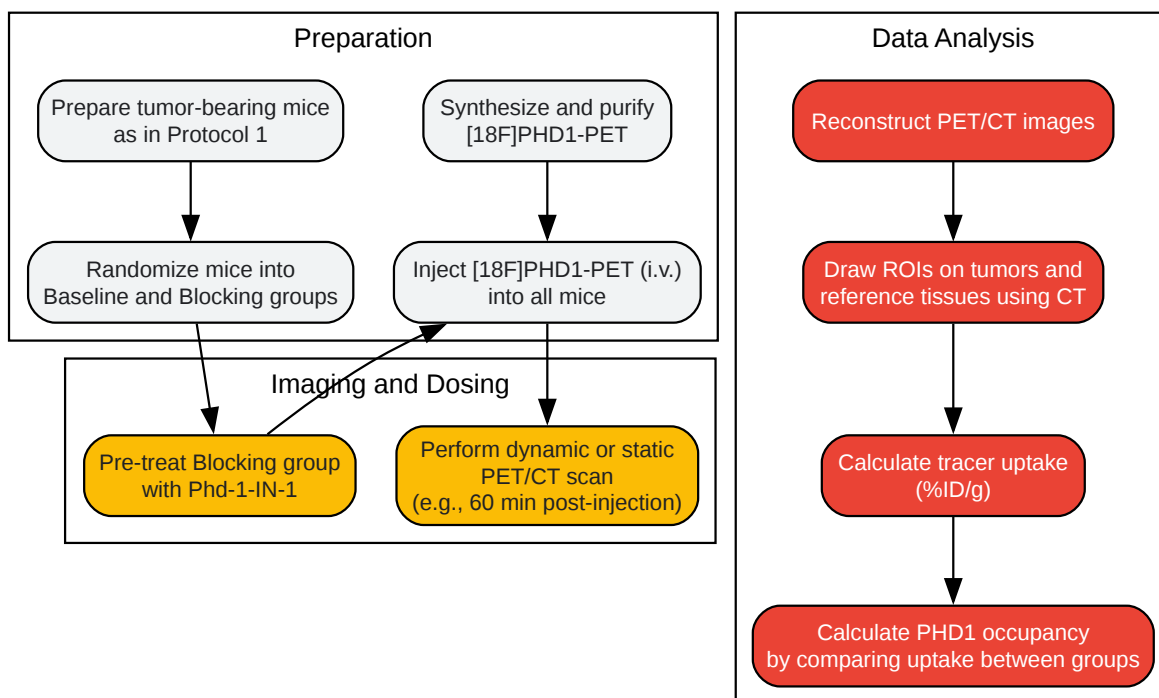 Preparation
Prepare tumor-bearing mice
as in Protocol 1
Synthesize and purify
[18F]PHD1-PET
Randomize mice into
Baseline and Blocking groups
Inject [18F]PHD1-PET (i.v.)
into all mice
Imaging and Dosing
Pre-treat Blocking group
with Phd-1-IN-1
Perform dynamic or static
PET/CT scan
(e.g., 60 min post-injection)
Data Analysis
Reconstruct PET/CT images
Draw ROIs on tumors and
reference tissues using CT
Calculate tracer uptake
(%ID/g)
Calculate PHD1 occupancy
by comparing uptake between groups